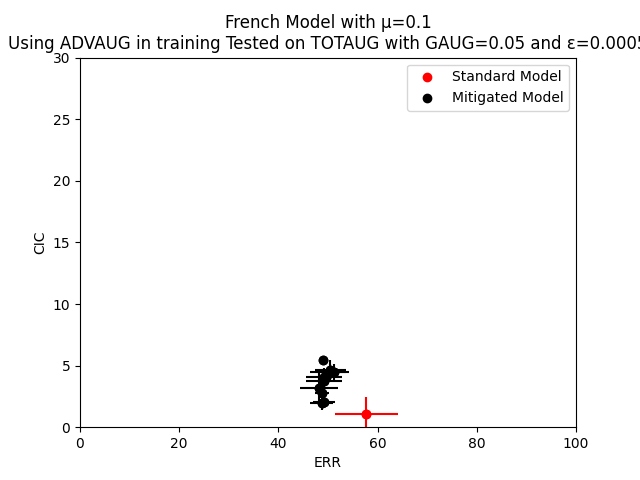 French Model with μ=0.1
Using ADVAUG in training Tested on TOTAUG with GAUG=0.05 and ε=0.0005
Standard Model
Mitigated Model
30
25
20
15
10
5
0
CIC
0 20 40 60 80 100
ERR